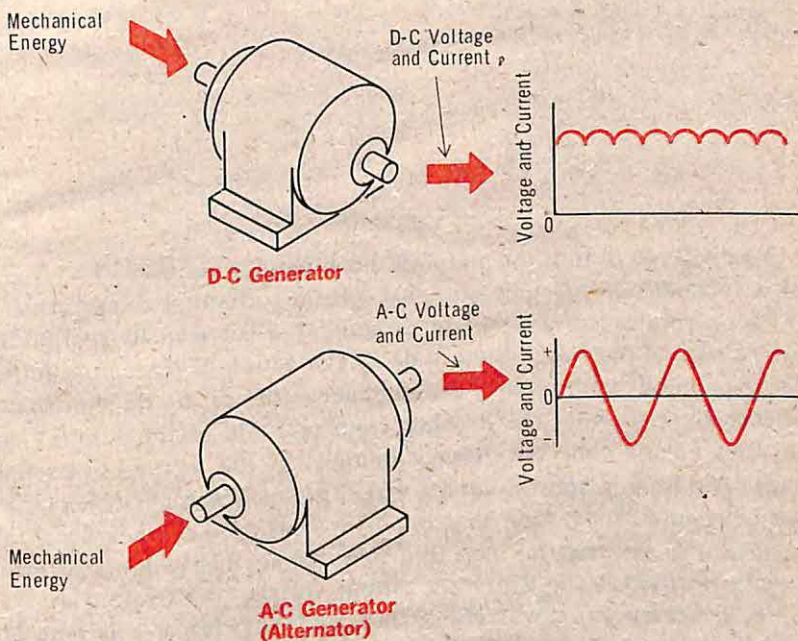 Mechanical
Energy
D-C Voltage
and Current
Voltage and Current
0
D-C Generator
A-C Voltage
and Current
Voltage and Current
+
0
-
Mechanical
Energy
A-C Generator
(Alternator)